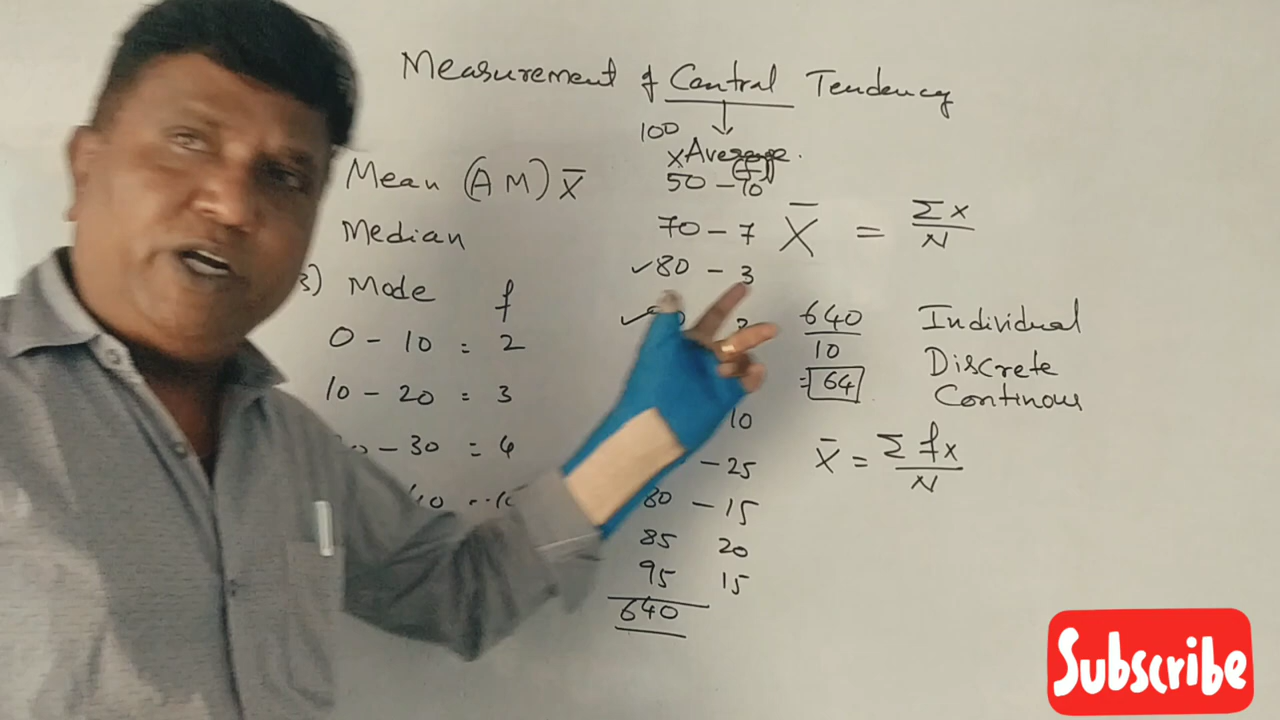 Measurement of Central Tendency
100
X Average.
(f)
Mean (AM) X̄
50 - 10
Median
70 - 7
X̄ = Σx
N
3) Mode
f
80 - 3
0 - 10 = 2
640
10
= 64
Individual
Discrete
Continous
10 - 20 = 3
10
- 30 = 4
- 25
X̄ = Σfx
N
80 - 15
85 20
95 15
640
Subscribe